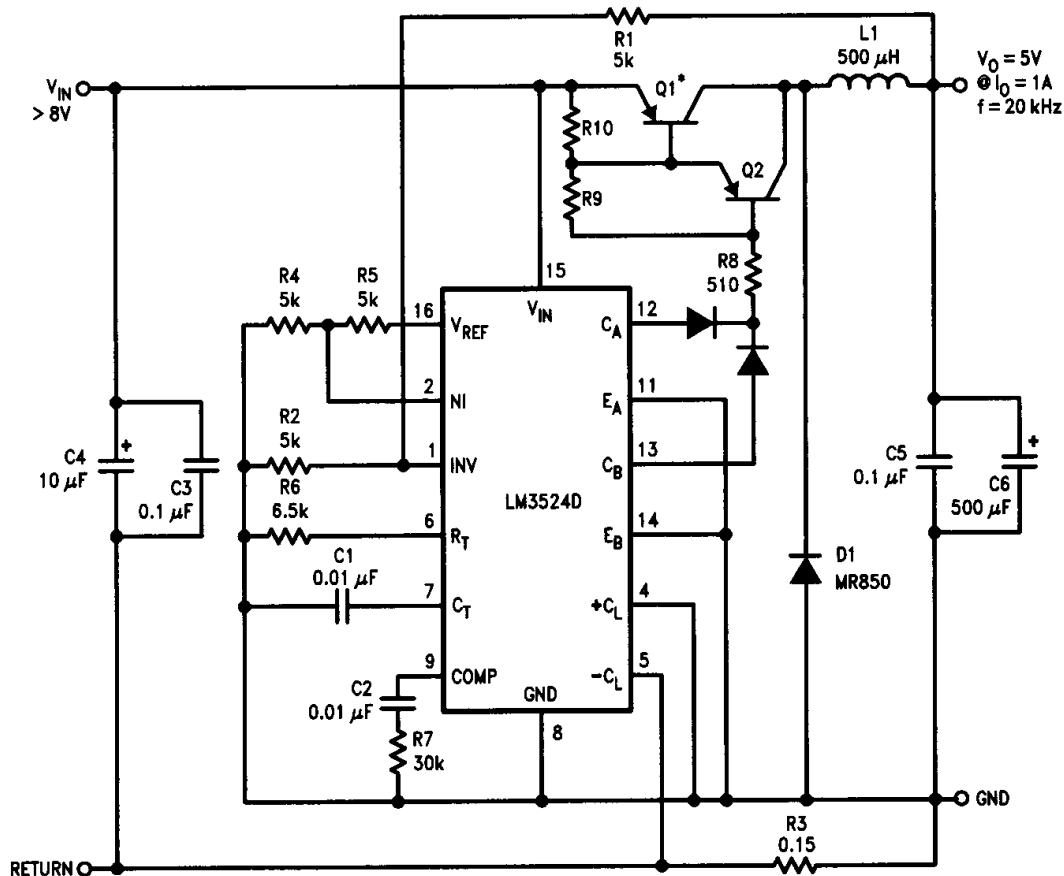 R1
5k
L1
500 μH
V_O = 5V
@ I_O = 1A
f = 20 kHz
V_IN
> 8V
Q1*
R10
Q2
R9
R8
510
15
R4
5k
R5
5k
16
V_REF
V_IN
C_A
12
2
NI
E_A
11
R2
5k
1
INV
C_B
13
C4
10 μF
+
C3
0.1 μF
LM3524D
C5
0.1 μF
+
C6
500 μF
R6
6.5k
6
R_T
E_B
14
D1
MR850
C1
0.01 μF
7
C_T
+C_L
4
9
COMP
−C_L
5
C2
0.01 μF
GND
8
R7
30k
GND
R3
0.15
RETURN